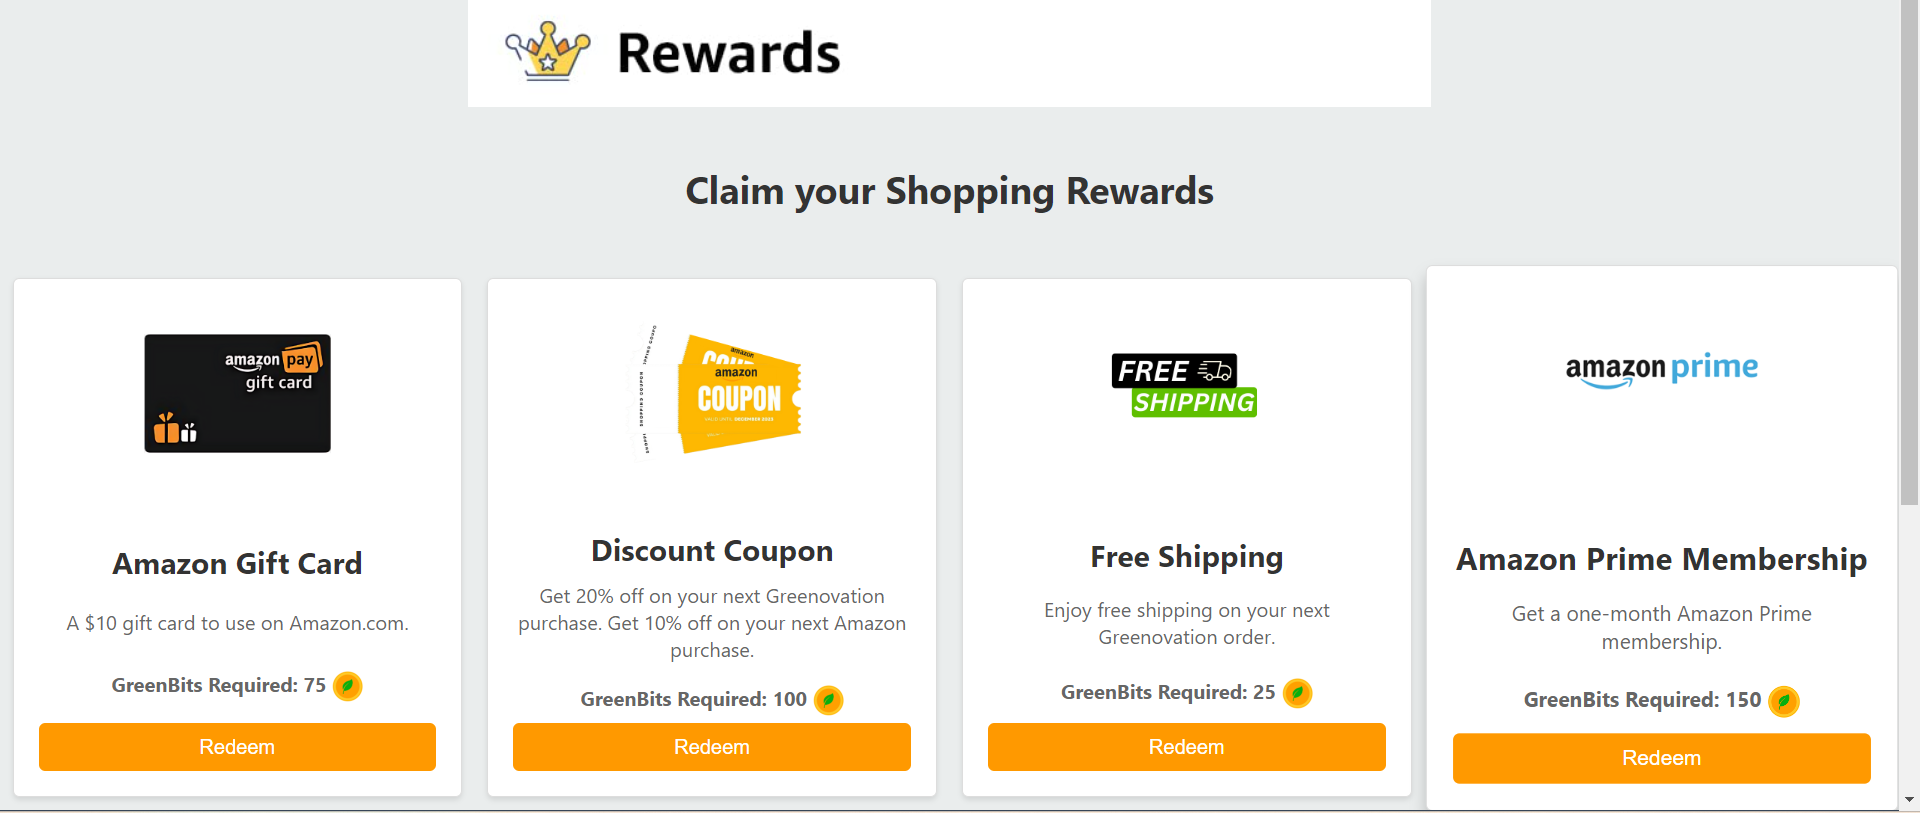 Rewards
Claim your Shopping Rewards
amazon pay
gift card
Amazon Gift Card
A $10 gift card to use on Amazon.com.
GreenBits Required: 75
Redeem
SHOPPING COUPON
amazon
amazon
COUPON
Discount Coupon
Get 20% off on your next Greenovation
purchase. Get 10% off on your next Amazon
purchase.
GreenBits Required: 100
Redeem
FREE
SHIPPING
Free Shipping
Enjoy free shipping on your next
Greenovation order.
GreenBits Required: 25
Redeem
amazon prime
Amazon Prime Membership
Get a one-month Amazon Prime
membership.
GreenBits Required: 150
Redeem